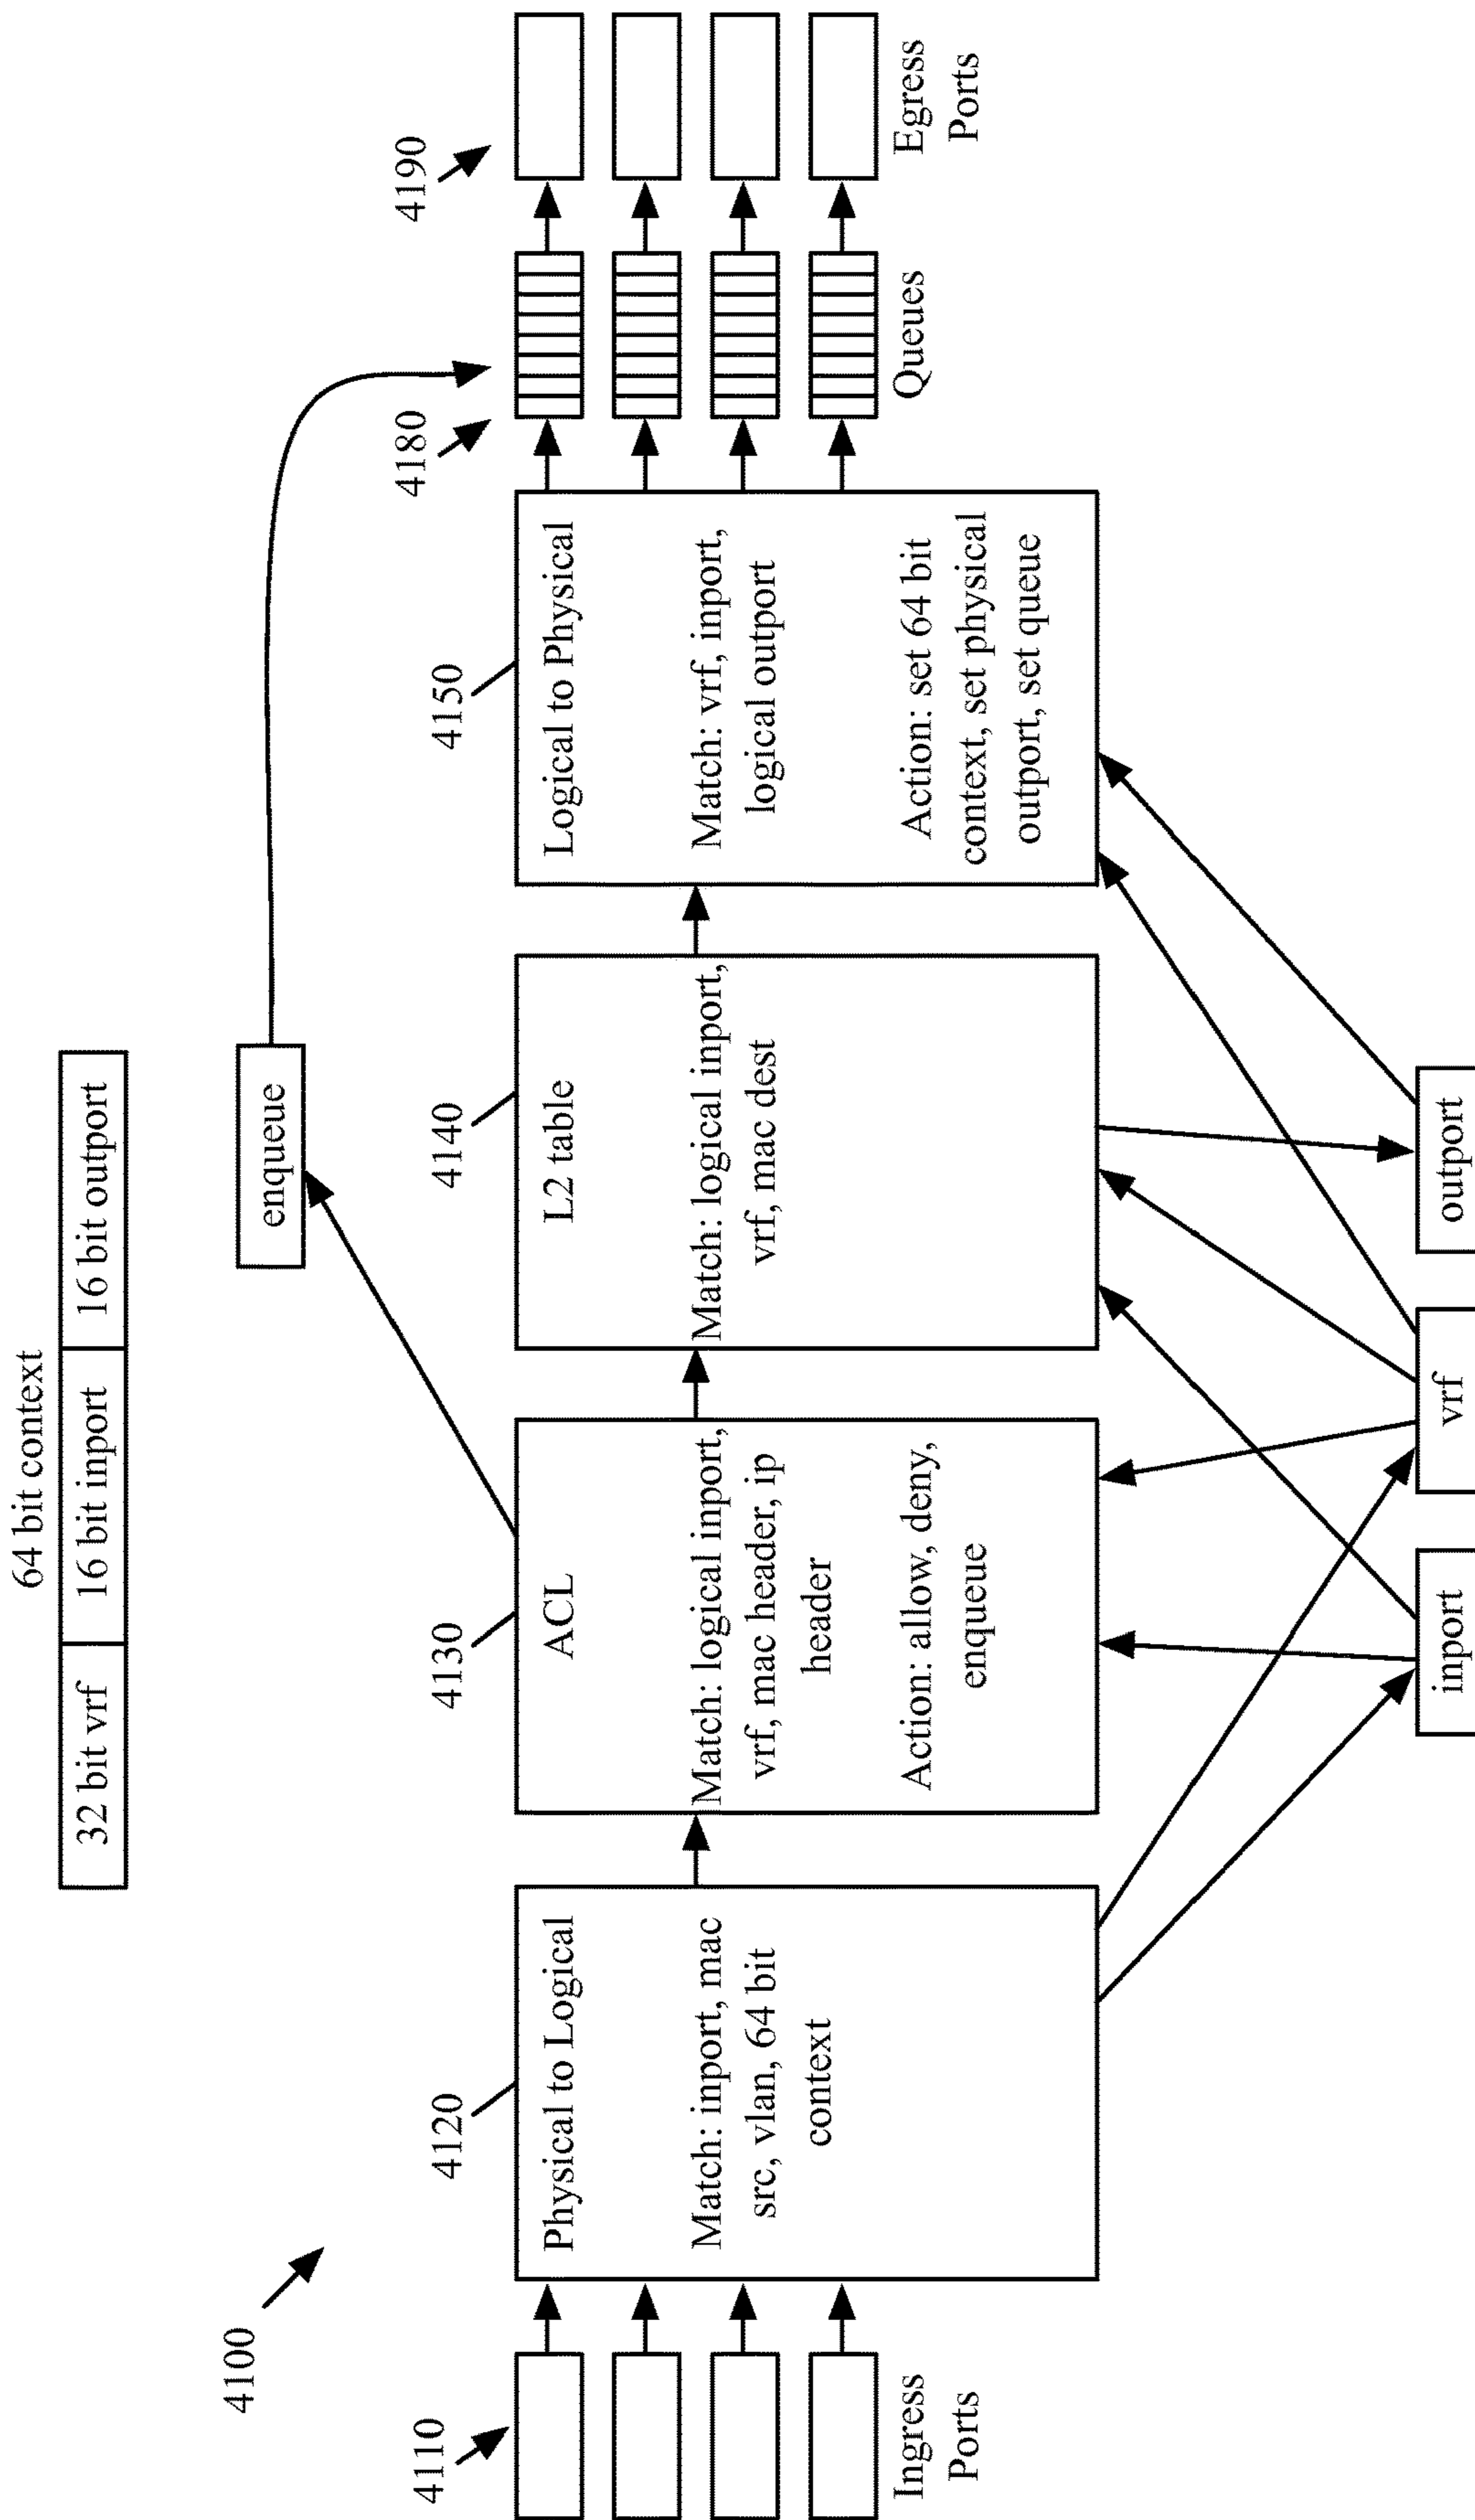 64 bit context
32 bit vrf
16 bit inport
16 bit outport
4100
enqueue
4110
4120
4130
4140
4150
4180
4190
Physical to Logical
Match: inport, mac
src, vlan, 64 bit
context
ACL
Match: logical inport,
vrf, mac header, ip
header
Action: allow, deny,
enqueue
L2 table
Match: logical inport,
vrf, mac dest
Logical to Physical
Match: vrf, inport,
logical outport
Action: set 64 bit
context, set physical
outport, set queue
Ingress
Ports
Queues
Egress
Ports
inport
vrf
outport